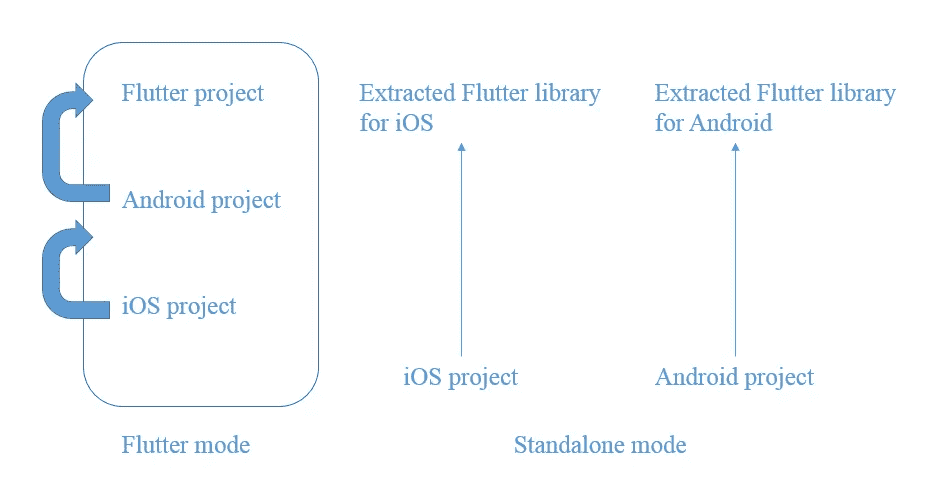 Flutter project
Android project
iOS project
Flutter mode
Extracted Flutter library
for iOS
iOS project
Extracted Flutter library
for Android
Android project
Standalone mode